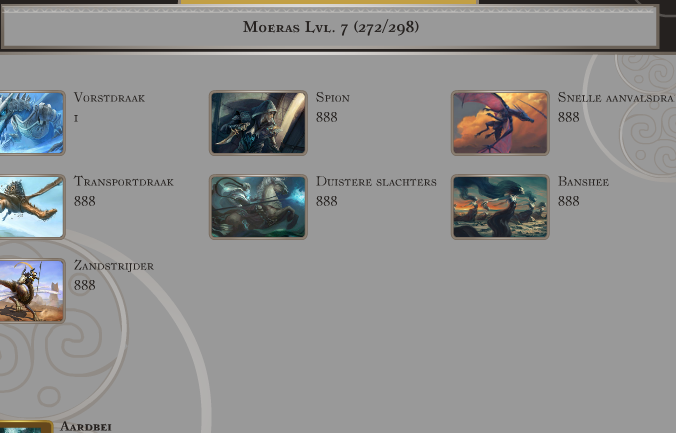 Moeras Lvl. 7 (272/298)
Vorstdraak
1
Spion
888
Snelle aanvalsdra
888
Transportdraak
888
Duistere slachters
888
Banshee
888
Zandstrijder
888
Aardbei